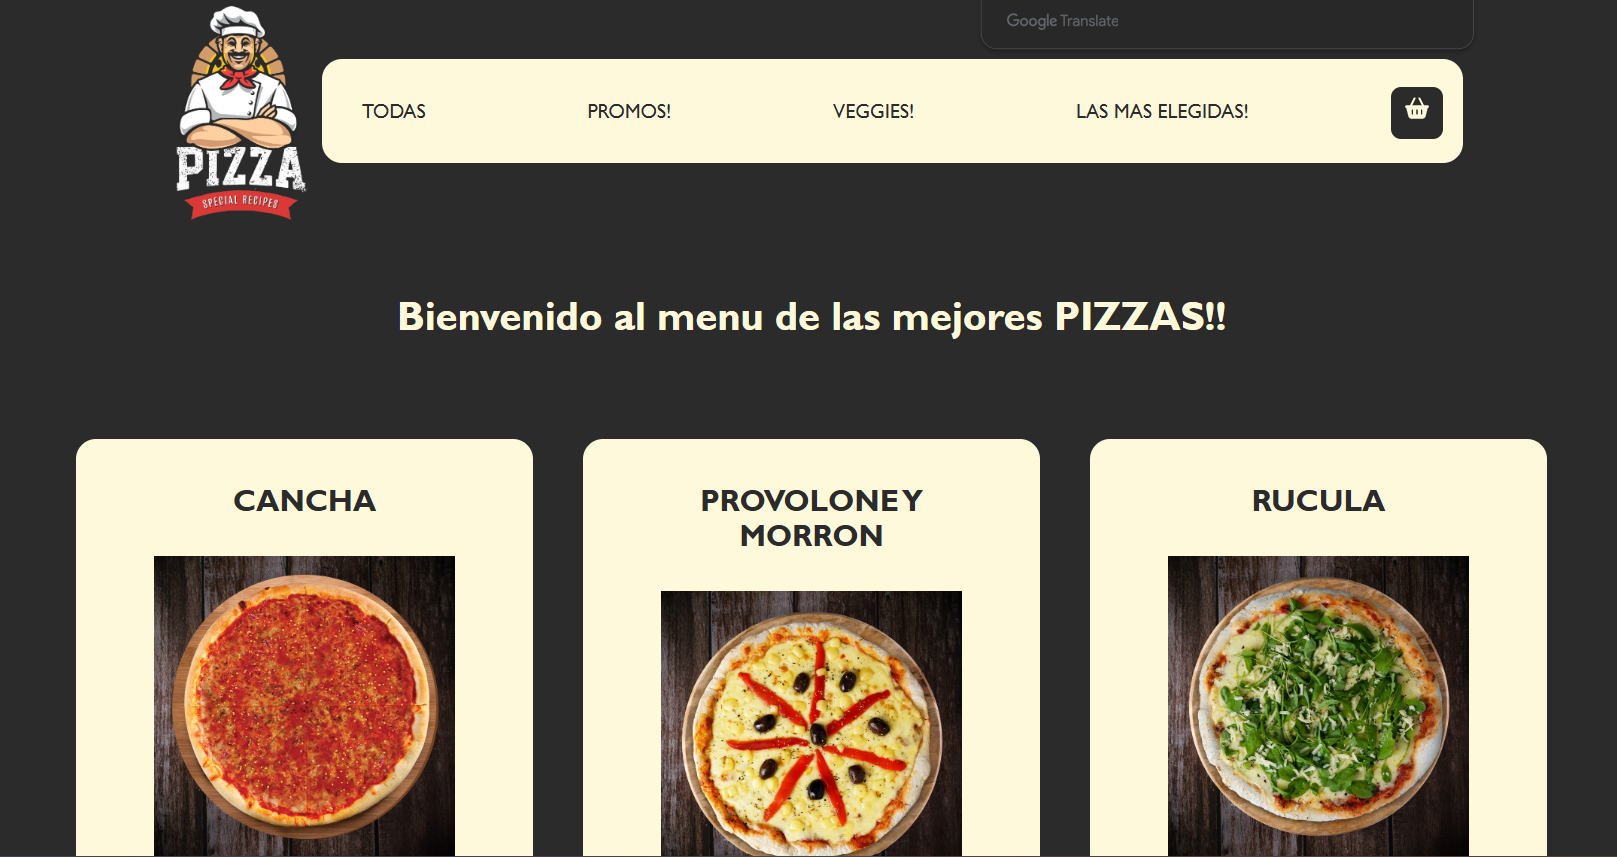 Google Translate
TODAS
PROMOS!
VEGGIES!
LAS MAS ELEGIDAS!
PIZZA
SPECIAL RECIPES
Bienvenido al menu de las mejores PIZZAS!!
CANCHA
PROVOLONE Y
MORRON
RUCULA